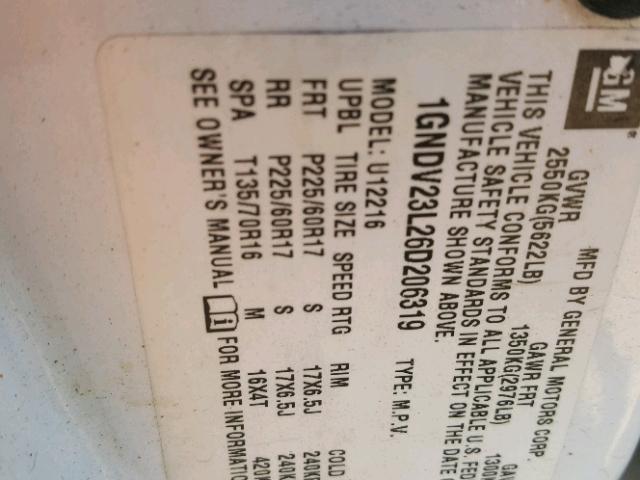 GM
®
MFD BY GENERAL MOTORS CORP.
GVWR GAWR FRT
2550KG(5622LB) 1350KG(2976LB)
THIS VEHICLE CONFORMS TO ALL APPLICABLE U.S. FED
VEHICLE SAFETY STANDARDS IN EFFECT ON THE DATE
MANUFACTURE SHOWN ABOVE.
1GNDV23L26D206319 TYPE: M.P.V.
MODEL: U12216
UPBL TIRE SIZE SPEED RTG RIM COLD
FRT P225/60R17 S 17X6.5J
RR P225/60R17 S 17X6.5J
SPA T135/70R16 M 16X4T
SEE OWNER'S MANUAL FOR MORE